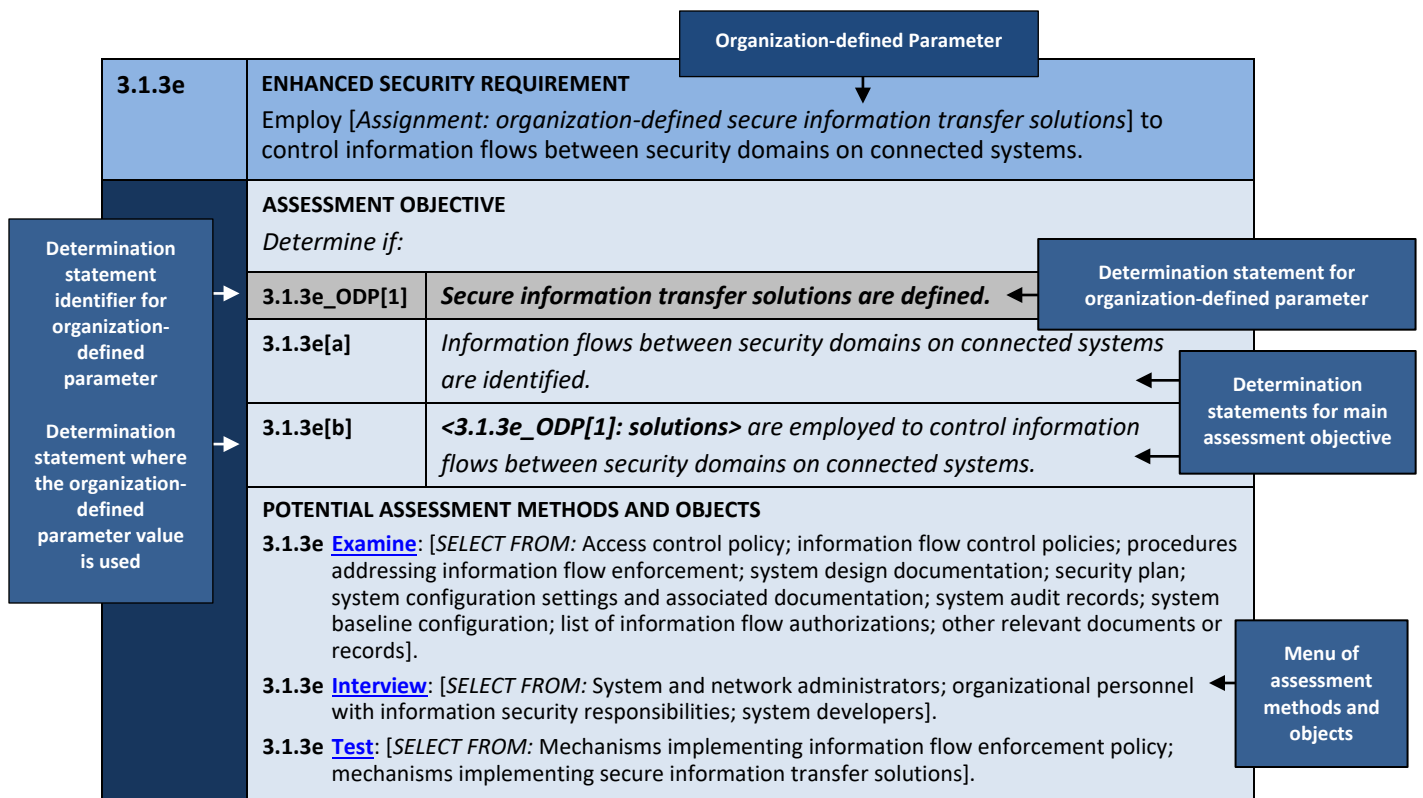 Organization-defined Parameter
3.1.3e
ENHANCED SECURITY REQUIREMENT
Employ [Assignment: organization-defined secure information transfer solutions] to
control information flows between security domains on connected systems.
ASSESSMENT OBJECTIVE
Determine if:
Determination
statement
identifier for
organization-
defined
parameter
Determination
statement where
the organization-
defined
parameter value
is used
3.1.3e_ODP[1]
Secure information transfer solutions are defined.
Determination statement for
organization-defined parameter
3.1.3e[a]
Information flows between security domains on connected systems
are identified.
3.1.3e[b]
<3.1.3e_ODP[1]: solutions> are employed to control information
flows between security domains on connected systems.
Determination
statements for main
assessment objective
POTENTIAL ASSESSMENT METHODS AND OBJECTS
3.1.3e Examine: [SELECT FROM: Access control policy; information flow control policies; procedures
addressing information flow enforcement; system design documentation; security plan;
system configuration settings and associated documentation; system audit records; system
baseline configuration; list of information flow authorizations; other relevant documents or
records].
3.1.3e Interview: [SELECT FROM: System and network administrators; organizational personnel
with information security responsibilities; system developers].
3.1.3e Test: [SELECT FROM: Mechanisms implementing information flow enforcement policy;
mechanisms implementing secure information transfer solutions].
Menu of
assessment
methods and
objects